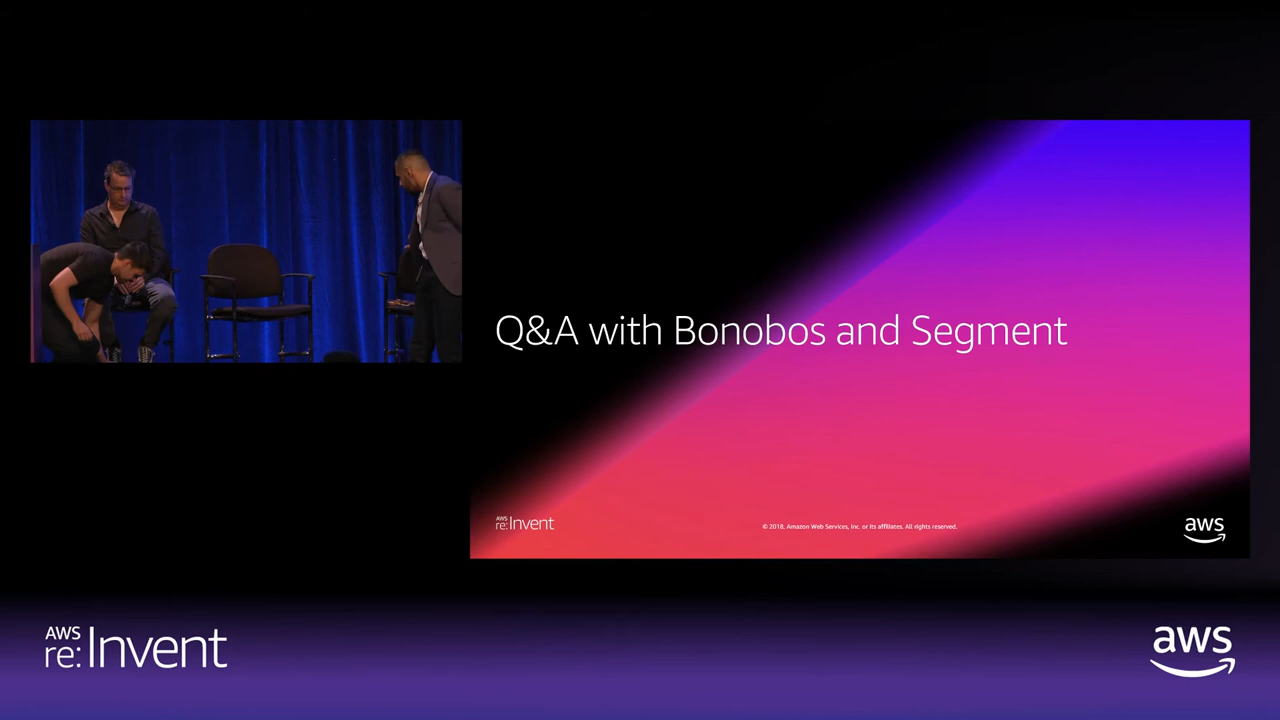 Q&A with Bonobos and Segment
AWS
re:Invent
© 2018, Amazon Web Services, Inc. or its affiliates. All rights reserved.
aws
AWS
re:Invent
aws